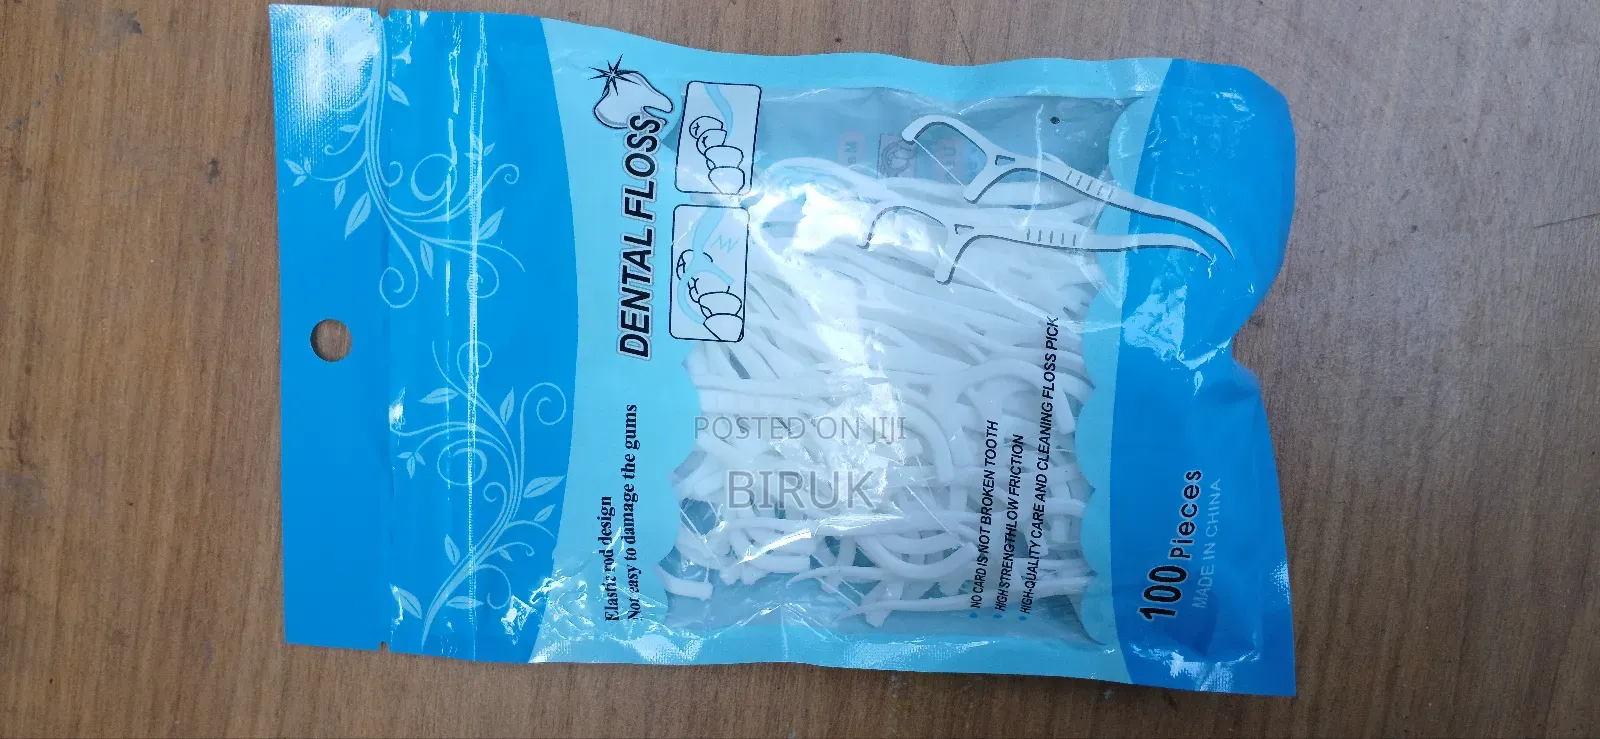 DENTAL FLOSS
Elastic rod design
Not easy to damage the gums
NO CARD IS NOT BROKEN TOOTH
HIGH STRENGTHLOW FRICTION
HIGH-QUALITY CARE AND CLEANING FLOSS PICK
100 Pieces
MADE IN CHINA
POSTED ON JIJI
BIRUK